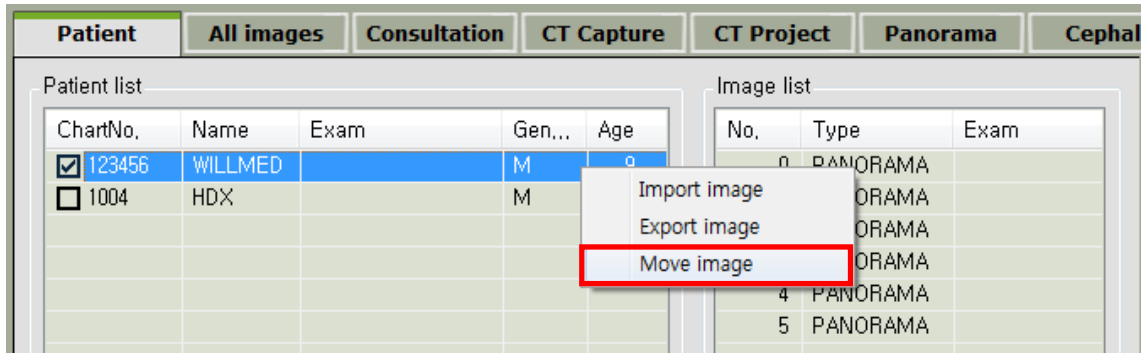 Patient All images Consultation CT Capture CT Project Panorama Cephal
Patient list Image list
ChartNo, Name Exam Gen,,, Age No, Type Exam
123456 WILLMED M 9 0 PANORAMA
1004 HDX M ORAMA
Import image
Export image ORAMA
Move image ORAMA
4 PANORAMA
5 PANORAMA